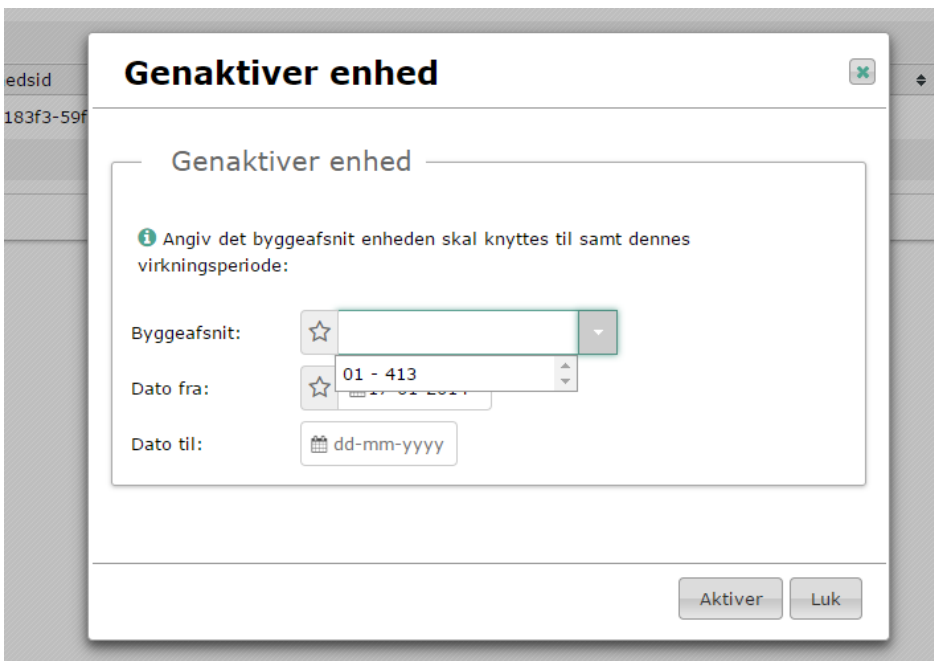 Genaktiver enhed
edsid
183f3-59f
Genaktiver enhed
Angiv det byggeafsnit enheden skal knyttes til samt dennes
virkningsperiode:
Byggeafsnit:
01 - 413
Dato fra:
Dato til:
dd-mm-yyyy
Aktiver
Luk